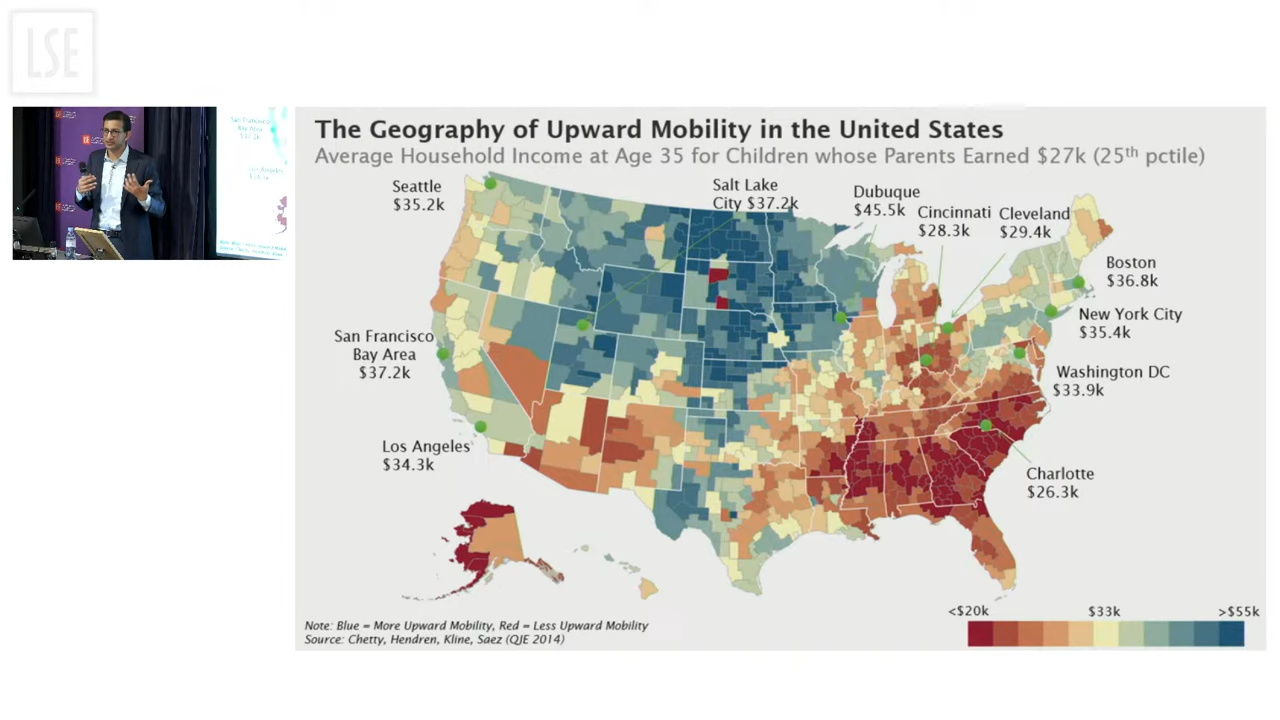 LSE
San Francisco
Bay Area
The Geography of Upward Mobility in the United States
Average Household Income at Age 35 for Children whose Parents Earned $27k (25th pctile)
Seattle
$35.2k
Salt Lake
City $37.2k
Dubuque
$45.5k
Cincinnati
$28.3k
Cleveland
$29.4k
Boston
$36.8k
New York City
$35.4k
San Francisco
Bay Area
$37.2k
Washington DC
$33.9k
Los Angeles
$34.3k
Charlotte
$26.3k
<$20k
$33k
>$55k
Note: Blue = More Upward Mobility, Red = Less Upward Mobility
Source: Chetty, Hendren, Kline, Saez (QJE 2014)